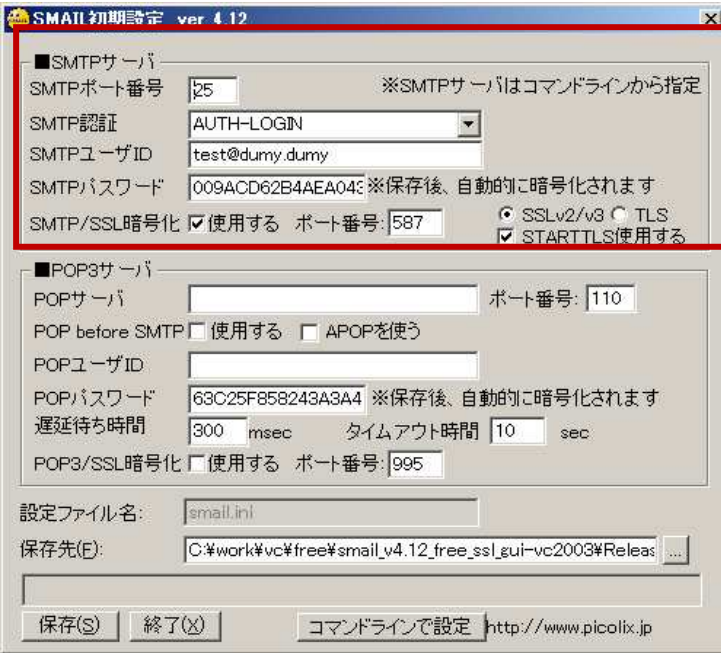 SMAIL初期設定 ver 4.12
■SMTPサーバ
SMTPポート番号 25 ※SMTPサーバはコマンドラインから指定
SMTP認証 AUTH-LOGIN
SMTPユーザID test@dumy.dumy
SMTPパスワード 009ACD62B4AEA043 ※保存後、自動的に暗号化されます
SMTP/SSL暗号化 使用する ポート番号: 587 SSLv2/v3 TLS
STARTTLS使用する
■POP3サーバ
POPサーバ ポート番号: 110
POP before SMTP 使用する APOPを使う
POPユーザID
POPパスワード 63C25F858243A3A4 ※保存後、自動的に暗号化されます
遅延待ち時間 300 msec タイムアウト時間 10 sec
POP3/SSL暗号化 使用する ポート番号: 995
設定ファイル名: smail.ini
保存先(F): C:¥work¥vc¥free¥smail_v4.12_free_ssl_gui-vc2003¥Releas ...
保存(S) 終了(X) コマンドラインで設定 http://www.picolix.jp